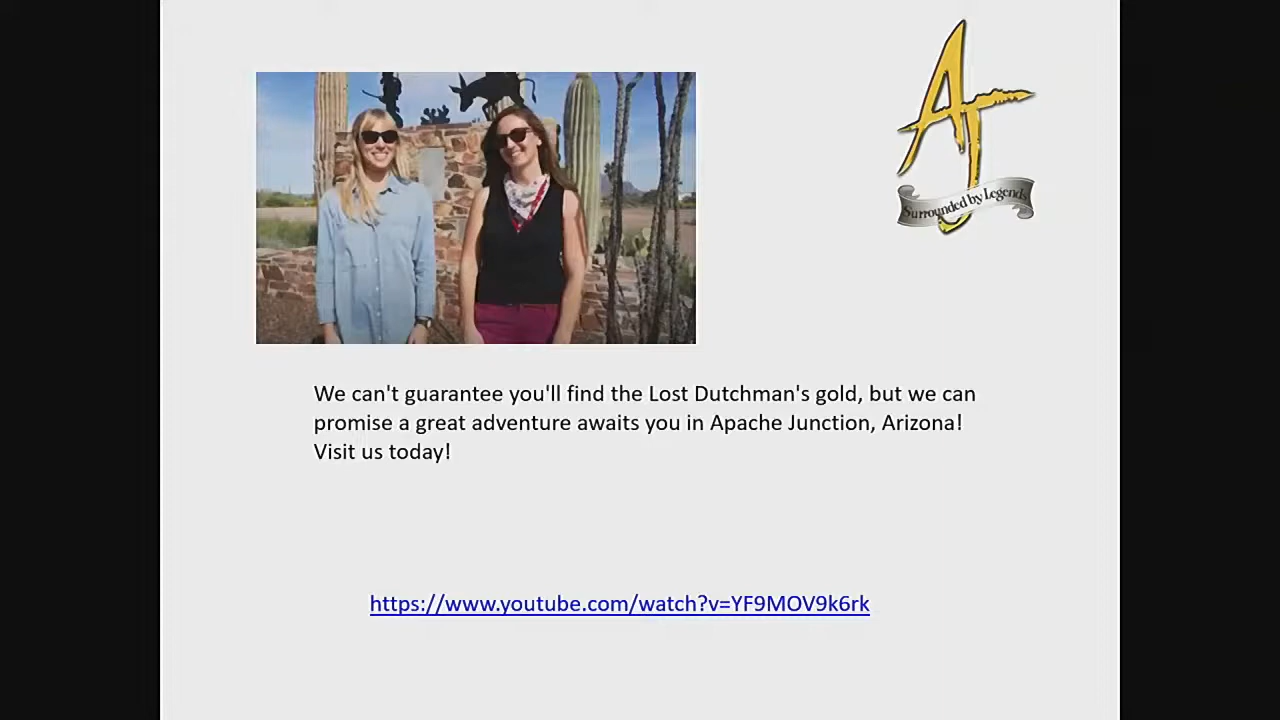 AJ
Surrounded by Legends
We can't guarantee you'll find the Lost Dutchman's gold, but we can
promise a great adventure awaits you in Apache Junction, Arizona!
Visit us today!
https://www.youtube.com/watch?v=YF9MOV9k6rk